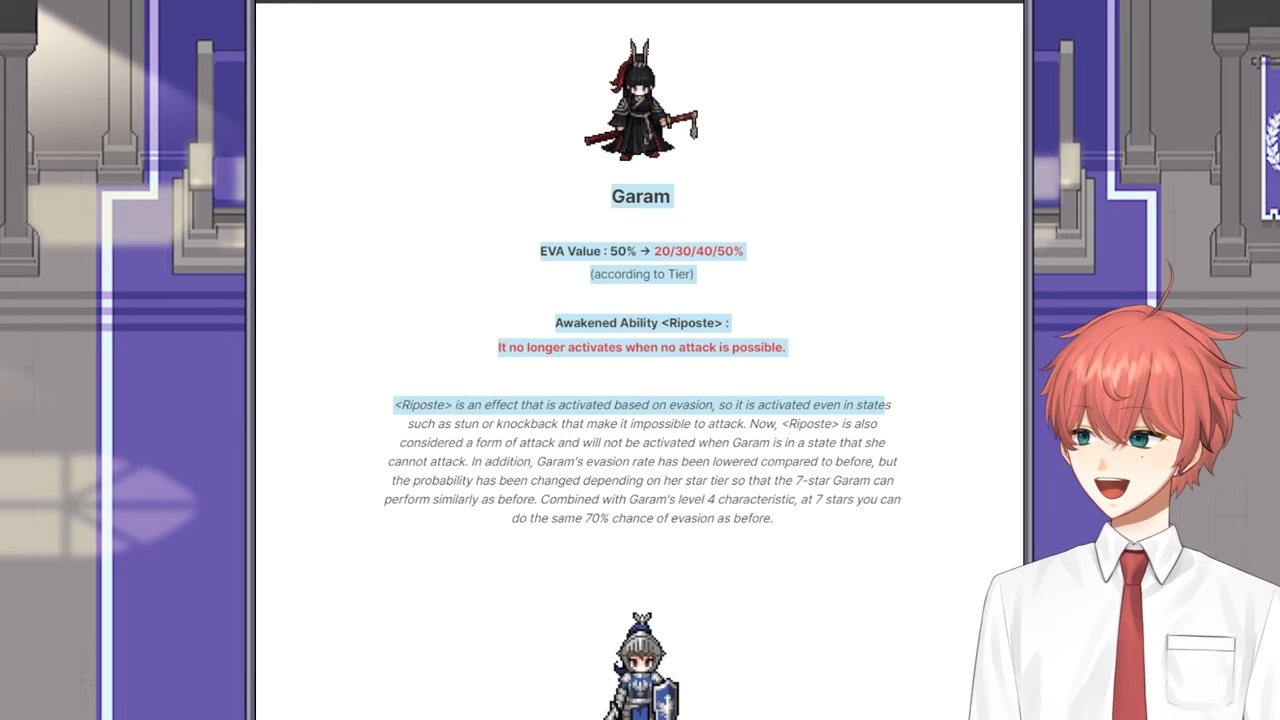 Garam
EVA Value : 50% → 20/30/40/50%
(according to Tier)
Awakened Ability <Riposte> :
It no longer activates when no attack is possible.
<Riposte> is an effect that is activated based on evasion, so it is activated even in states
such as stun or knockback that make it impossible to attack. Now, <Riposte> is also
considered a form of attack and will not be activated when Garam is in a state that she
cannot attack. In addition, Garam's evasion rate has been lowered compared to before, but
the probability has been changed depending on her star tier so that the 7-star Garam can
perform similarly as before. Combined with Garam's level 4 characteristic, at 7 stars you can
do the same 70% chance of evasion as before.